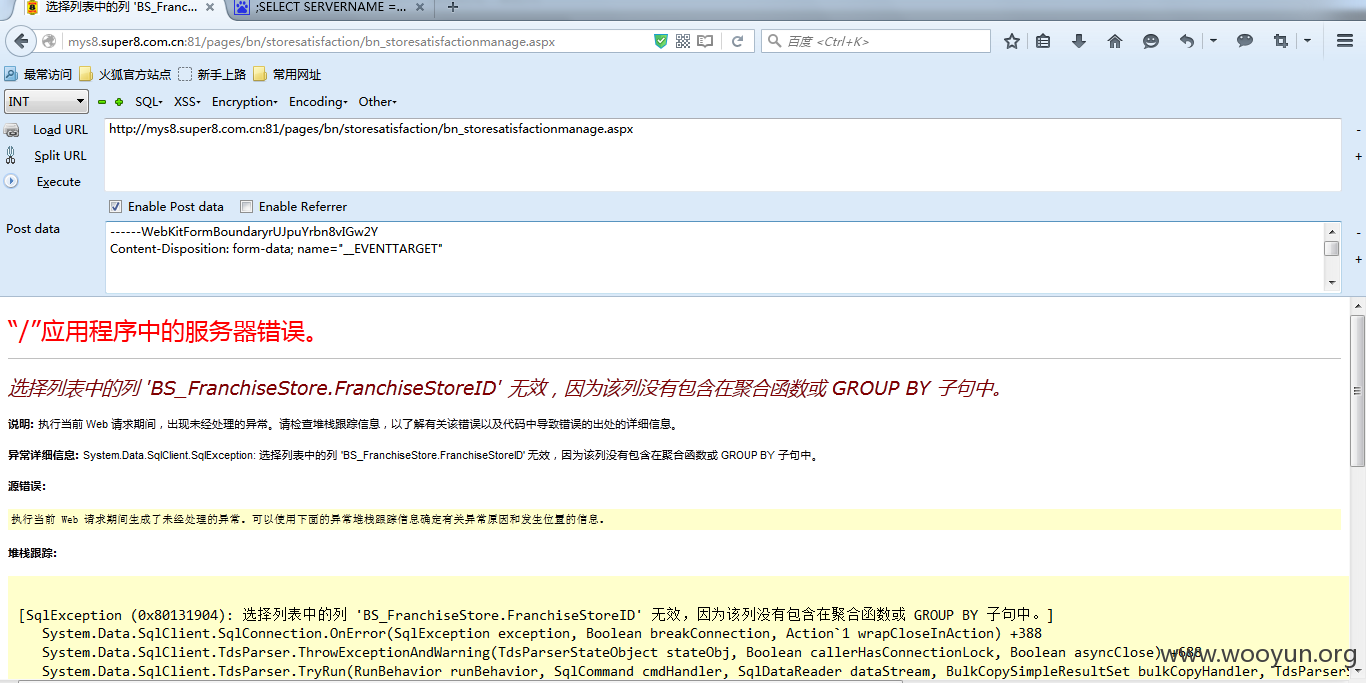 选择列表中的列 'BS_Franc... × ;SELECT SERVERNAME =... × +
mys8.super8.com.cn:81/pages/bn/storesatisfaction/bn_storesatisfactionmanage.aspx
百度 <Ctrl+K>
最常访问 火狐官方站点 新手上路 常用网址
INT SQL- XSS- Encryption- Encoding- Other-
Load URL
http://mys8.super8.com.cn:81/pages/bn/storesatisfaction/bn_storesatisfactionmanage.aspx
Split URL
Execute
Enable Post data Enable Referrer
Post data
------WebKitFormBoundaryrUJpuYrbn8vIGw2Y
Content-Disposition: form-data; name="__EVENTTARGET"
“/”应用程序中的服务器错误。
选择列表中的列 'BS_FranchiseStore.FranchiseStoreID' 无效，因为该列没有包含在聚合函数或 GROUP BY 子句中。
说明: 执行当前 Web 请求期间，出现未经处理的异常。请检查堆栈跟踪信息，以了解有关该错误以及代码中导致错误的出处的详细信息。
异常详细信息: System.Data.SqlClient.SqlException: 选择列表中的列 'BS_FranchiseStore.FranchiseStoreID' 无效，因为该列没有包含在聚合函数或 GROUP BY 子句中。
源错误:
执行当前 Web 请求期间生成了未经处理的异常。可以使用下面的异常堆栈跟踪信息确定有关异常原因和发生位置的信息。
堆栈跟踪:
[SqlException (0x80131904): 选择列表中的列 'BS_FranchiseStore.FranchiseStoreID' 无效，因为该列没有包含在聚合函数或 GROUP BY 子句中。]
System.Data.SqlClient.SqlConnection.OnError(SqlException exception, Boolean breakConnection, Action`1 wrapCloseInAction) +388
System.Data.SqlClient.TdsParser.ThrowExceptionAndWarning(TdsParserStateObject stateObj, Boolean callerHasConnectionLock, Boolean asyncClose) +688
System.Data.SqlClient.TdsParser.TryRun(RunBehavior runBehavior, SqlCommand cmdHandler, SqlDataReader dataStream, BulkCopySimpleResultSet bulkCopyHandler, TdsParserS
www.wooyun.org